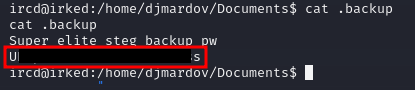 ircd@irked:/home/djmardov/Documents$ cat .backup
cat .backup
Super elite steg backup pw
ircd@irked:/home/djmardov/Documents$